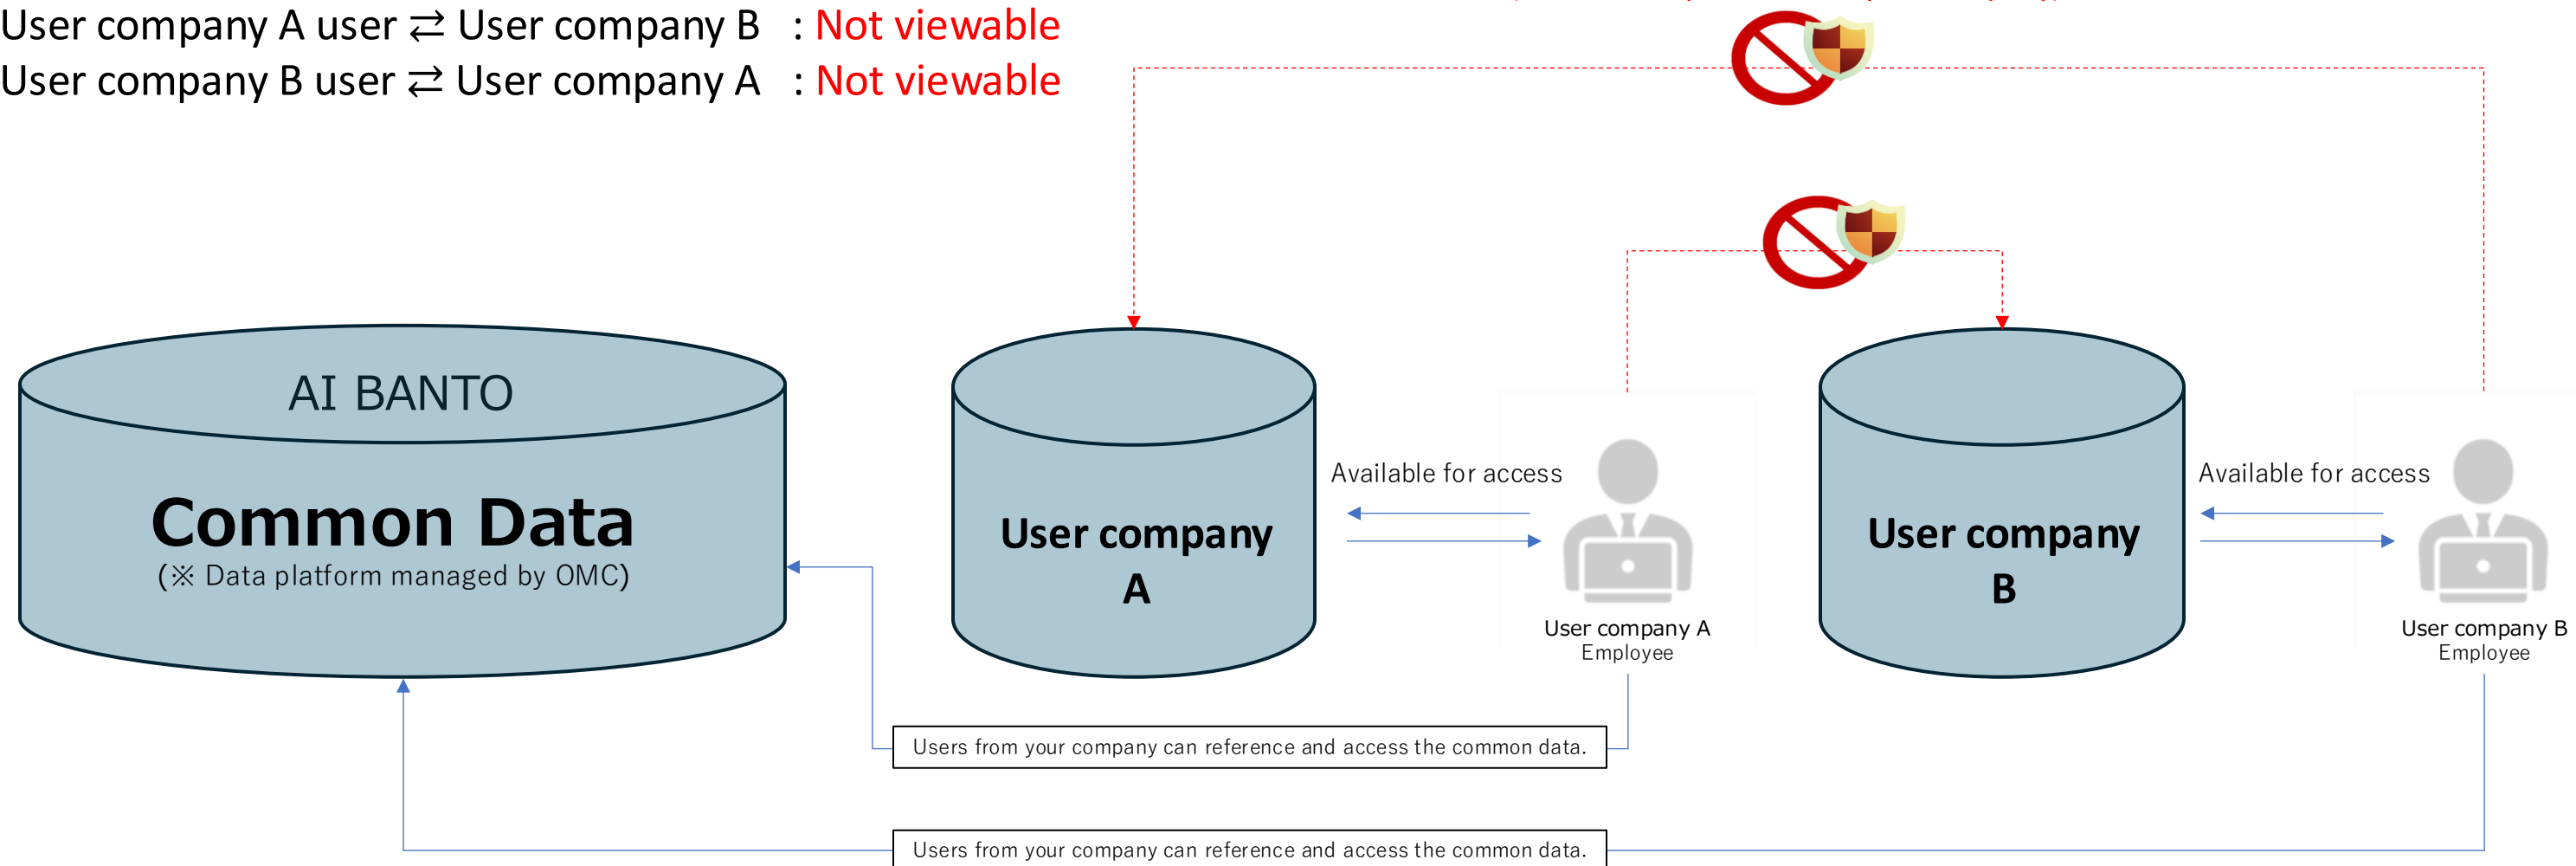 User company A user ⇄ User company B : Not viewable
User company B user ⇄ User company A : Not viewable
AI BANTO
Common Data
(※ Data platform managed by OMC)
User company
A
Available for access
User company A
Employee
User company
B
Available for access
User company B
Employee
Users from your company can reference and access the common data.
Users from your company can reference and access the common data.